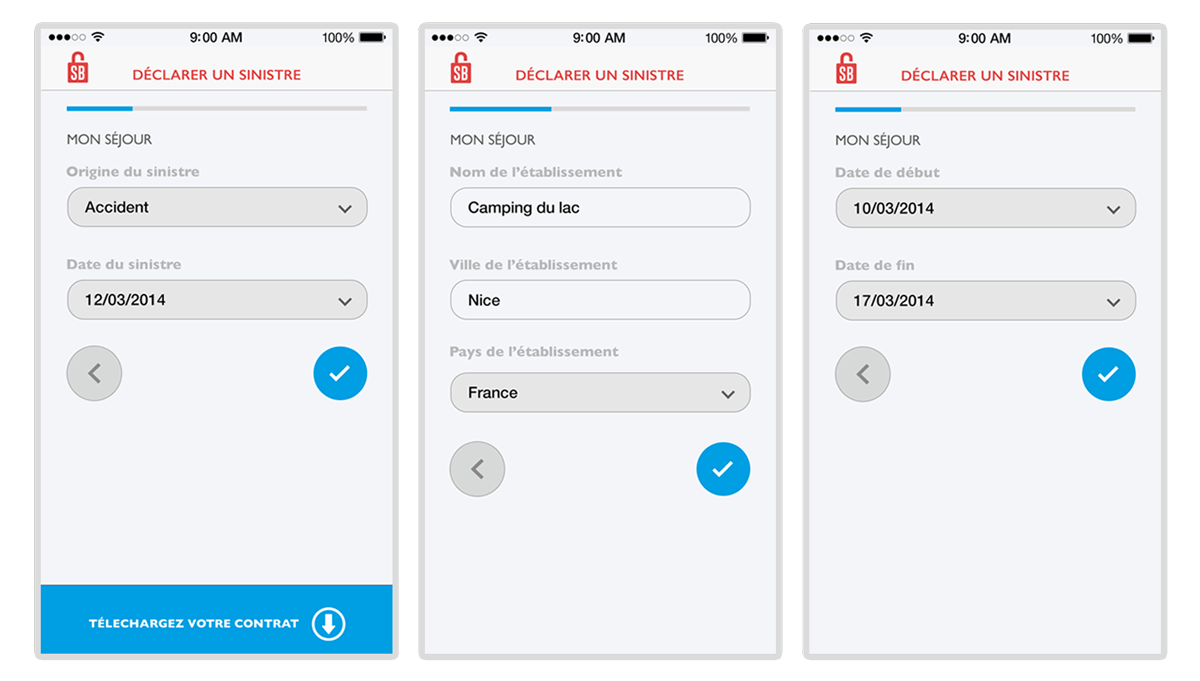 9:00 AM
100%
SB
DÉCLARER UN SINISTRE
MON SÉJOUR
Origine du sinistre
Accident
Date du sinistre
12/03/2014
TÉLECHARGEZ VOTRE CONTRAT
9:00 AM
100%
SB
DÉCLARER UN SINISTRE
MON SÉJOUR
Nom de l'établissement
Camping du lac
Ville de l'établissement
Nice
Pays de l'établissement
France
9:00 AM
100%
SB
DÉCLARER UN SINISTRE
MON SÉJOUR
Date de début
10/03/2014
Date de fin
17/03/2014